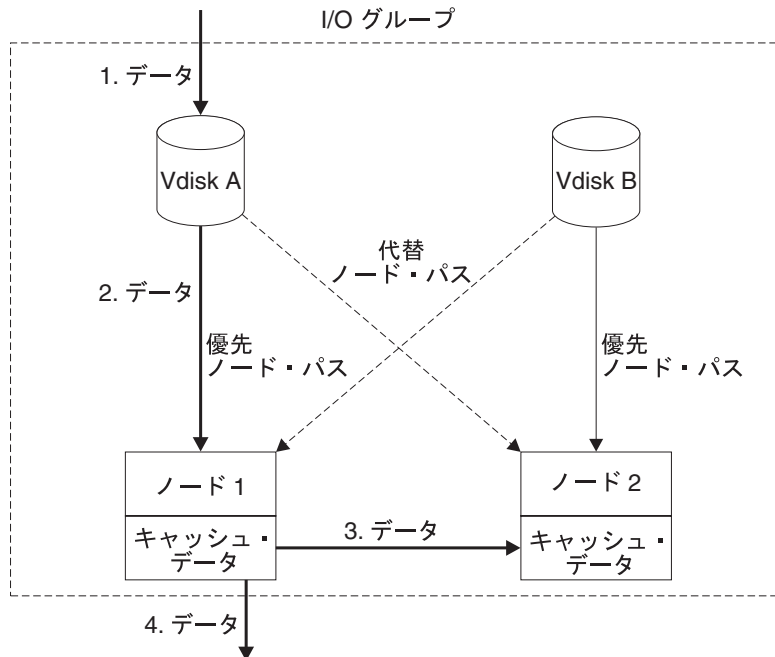 I/O グループ
1. データ
Vdisk A
Vdisk B
代替
ノード・パス
2. データ
優先
ノード・パス
優先
ノード・パス
ノード 1
ノード 2
キャッシュ・
データ
3. データ
キャッシュ・
データ
4. データ